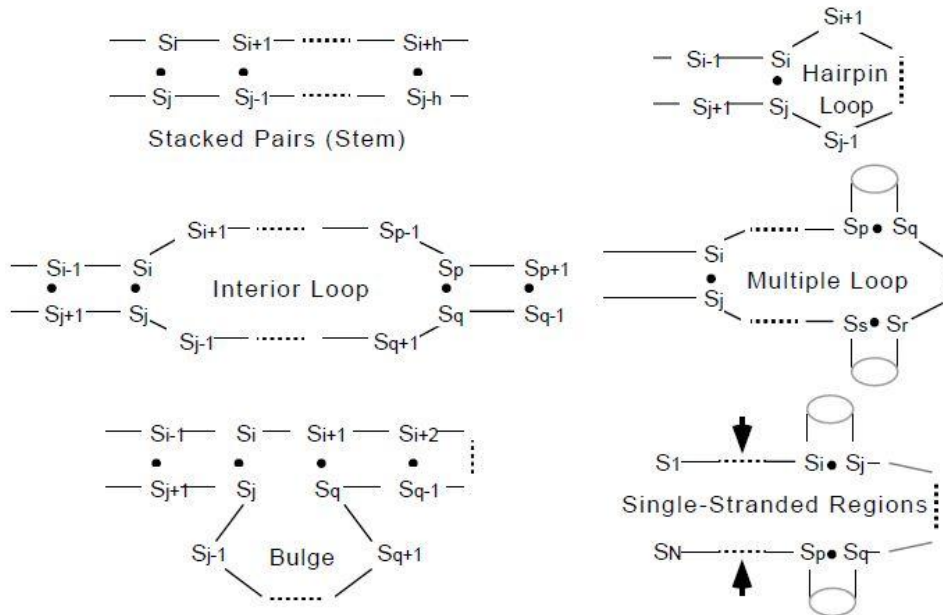 Si Si+1 Si+h
Sj Sj-1 Sj-h
Stacked Pairs (Stem)
Si+1
Si-1 Si Hairpin
Sj+1 Sj Loop
Sj-1
Si+1 Sp-1
Si-1 Si Sp Sp+1
Interior Loop
Sj+1 Sj Sq Sq-1
Sj-1 Sq+1
Sp Sq
Si
Multiple Loop
Sj
Ss Sr
Si-1 Si Si+1 Si+2
Sj+1 Sj Sq Sq-1
Sj-1 Bulge Sq+1
S1 Si Sj
Single-Stranded Regions
SN Sp Sq